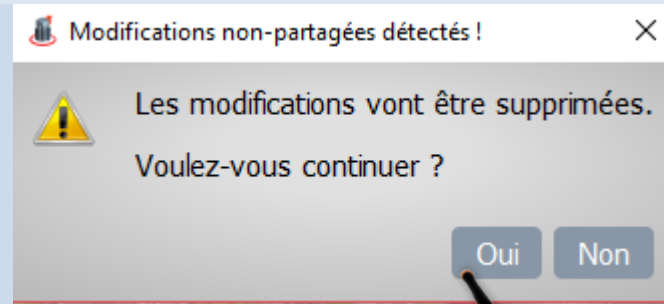 Modifications non-partagées détectés !
Les modifications vont être supprimées.
Voulez-vous continuer ?
Oui
Non